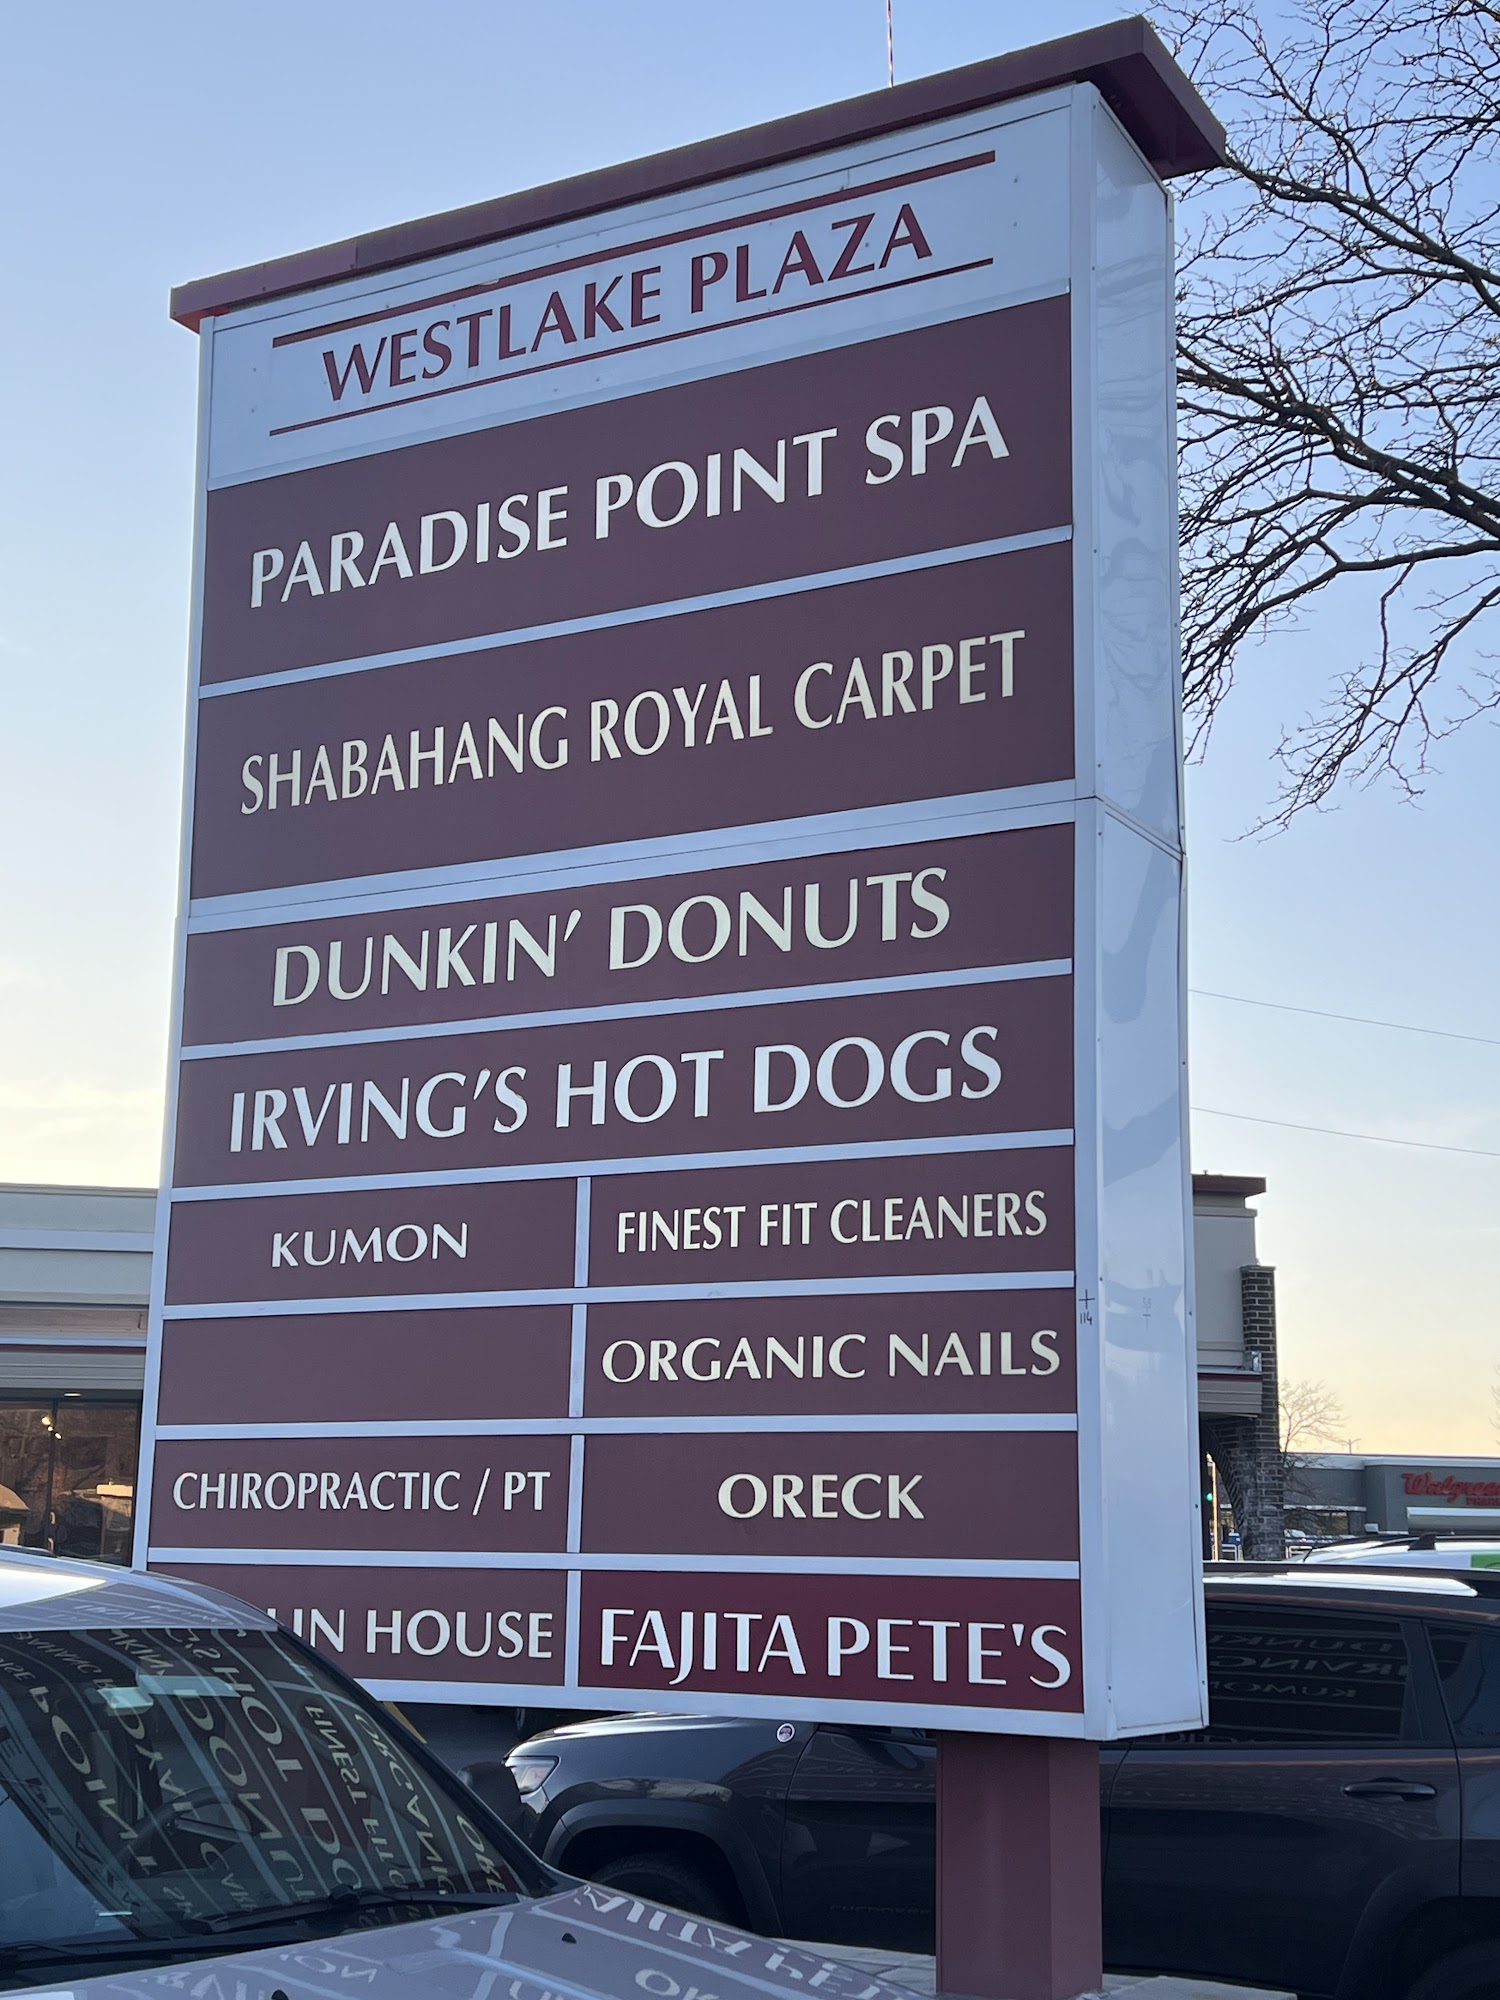 WESTLAKE PLAZA
PARADISE POINT SPA
SHABAHANG ROYAL CARPET
DUNKIN' DONUTS
IRVING'S HOT DOGS
KUMON
FINEST FIT CLEANERS
ORGANIC NAILS
CHIROPRACTIC / PT
ORECK
HOUSE
FAJITA PETE'S
114